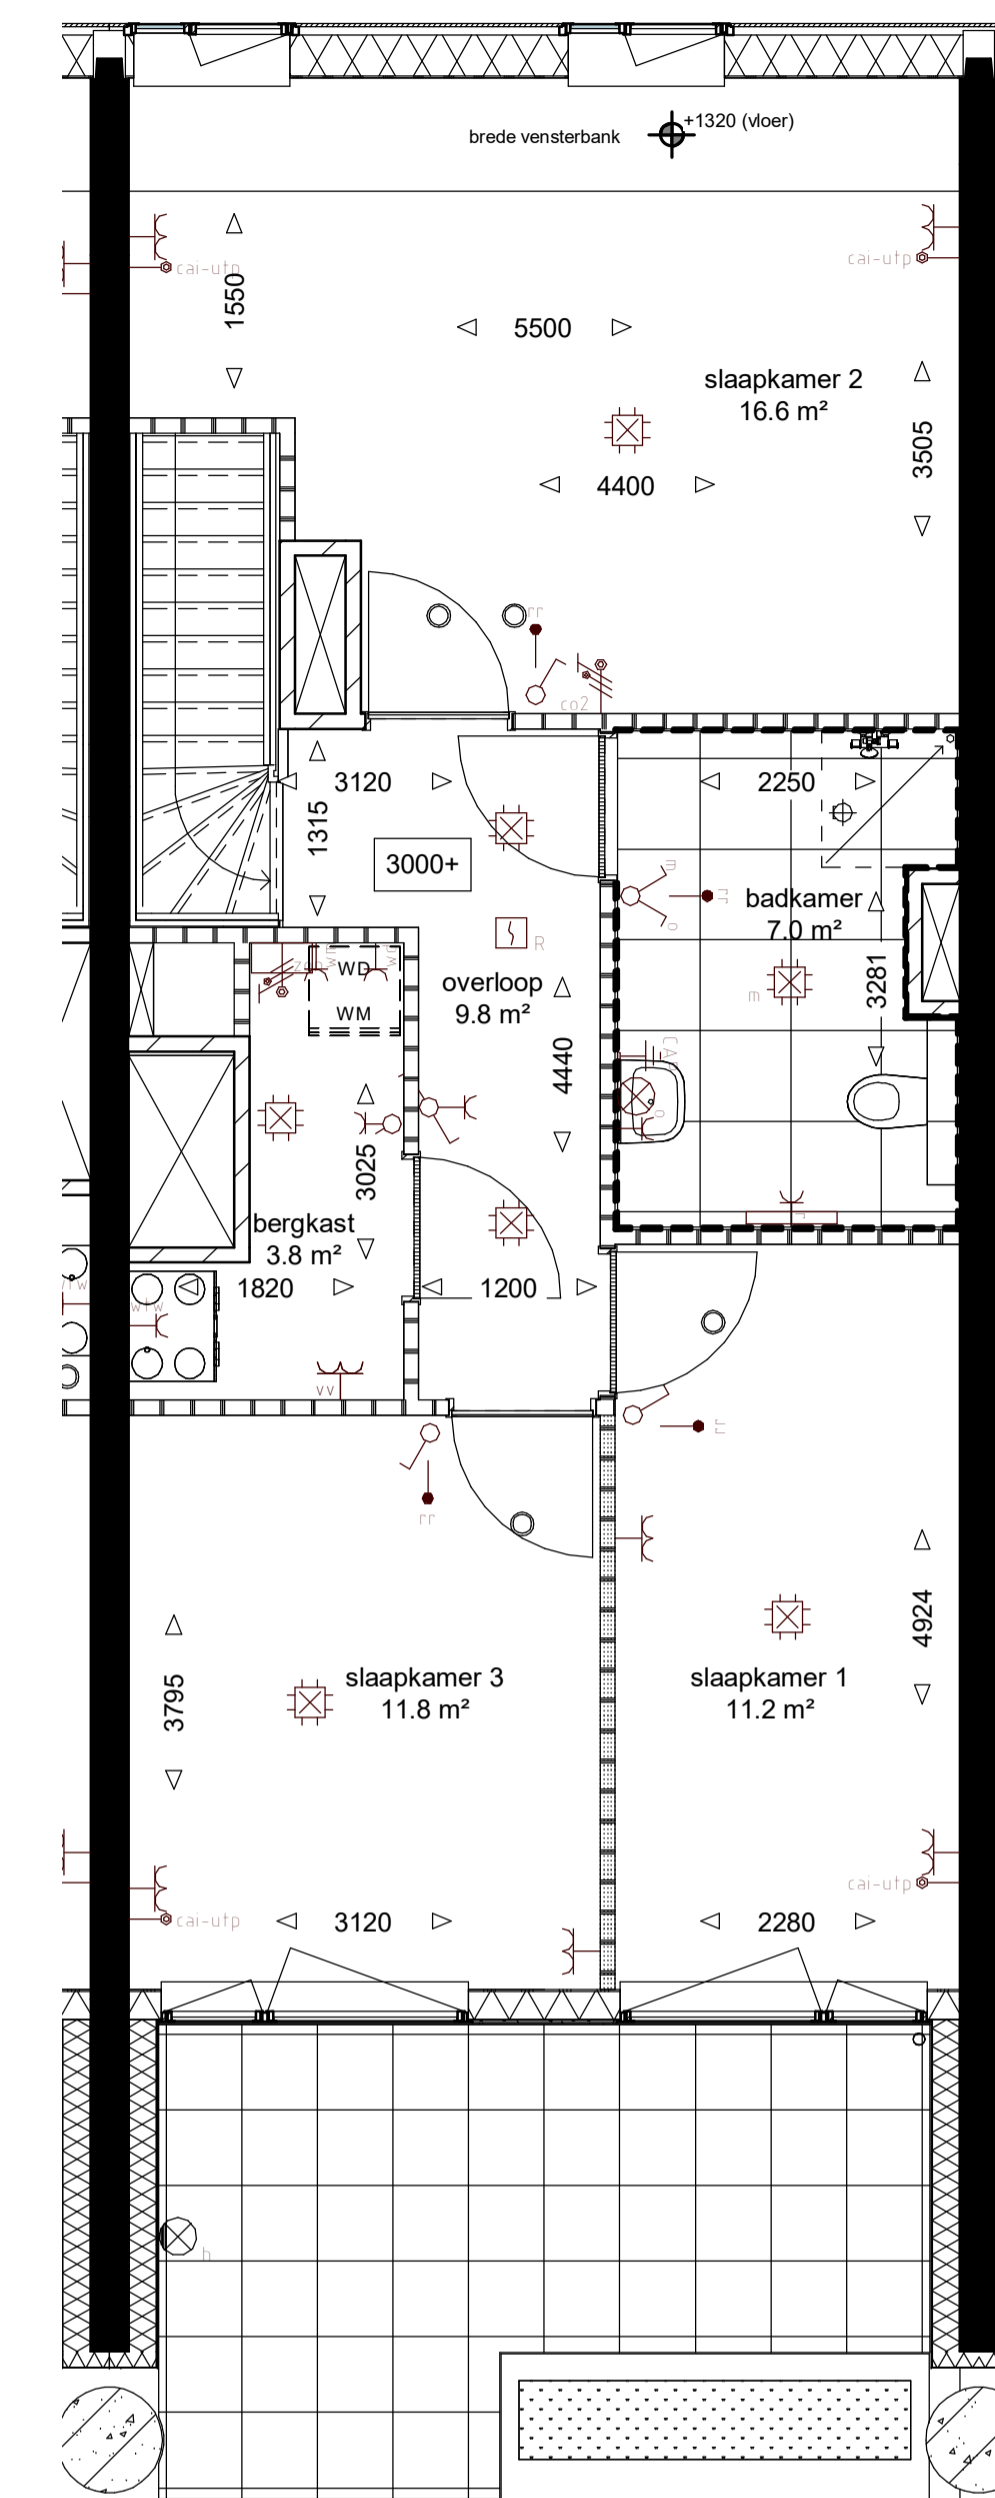 brede vensterbank
+1320 (vloer)
cai-utp
cai-utp
1550
5500
slaapkamer 2
16.6 m²
3505
4400
rr
co2
3120
1315
2250
3000+
m
o
rr
badkamer
7.0 m²
R
WD
WM
overloop
9.8 m²
3281
m
4440
3025
bergkast
3.8 m²
1820
1200
wtw
vv
rr
rr
4924
3795
slaapkamer 3
11.8 m²
slaapkamer 1
11.2 m²
cai-utp
cai-utp
3120
2280
h